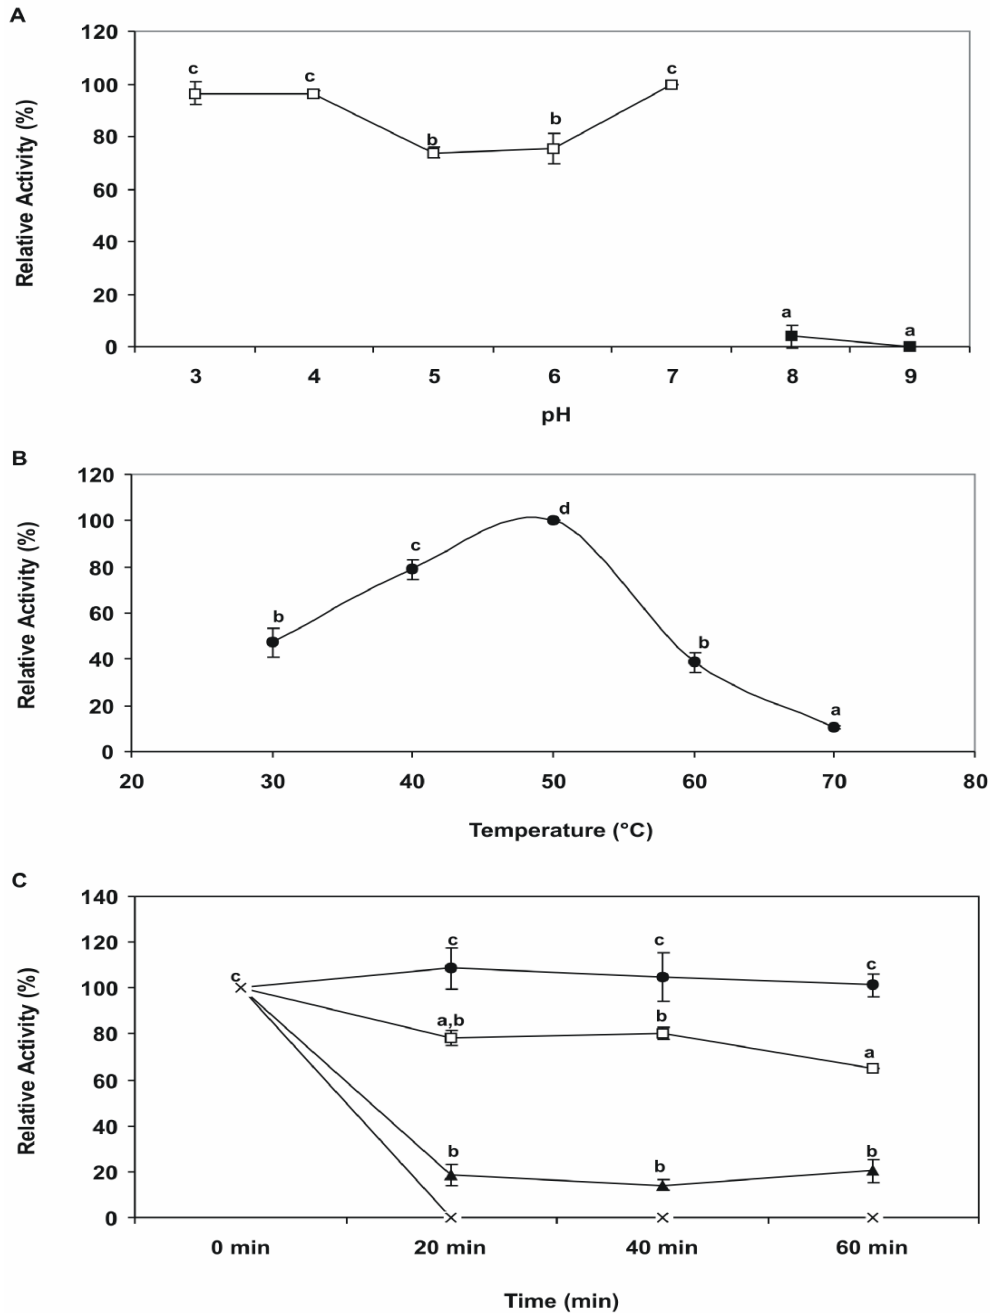 A
120
100
80
60
40
20
0
Relative Activity (%)
c
c
b
b
c
a
a
3 4 5 6 7 8 9
pH
B
120
100
80
60
40
20
0
Relative Activity (%)
b
c
d
b
a
20 30 40 50 60 70 80
Temperature (°C)
C
140
120
100
80
60
40
20
0
Relative Activity (%)
c
c
c
c
a,b
b
a
b
b
b
0 min 20 min 40 min 60 min
Time (min)